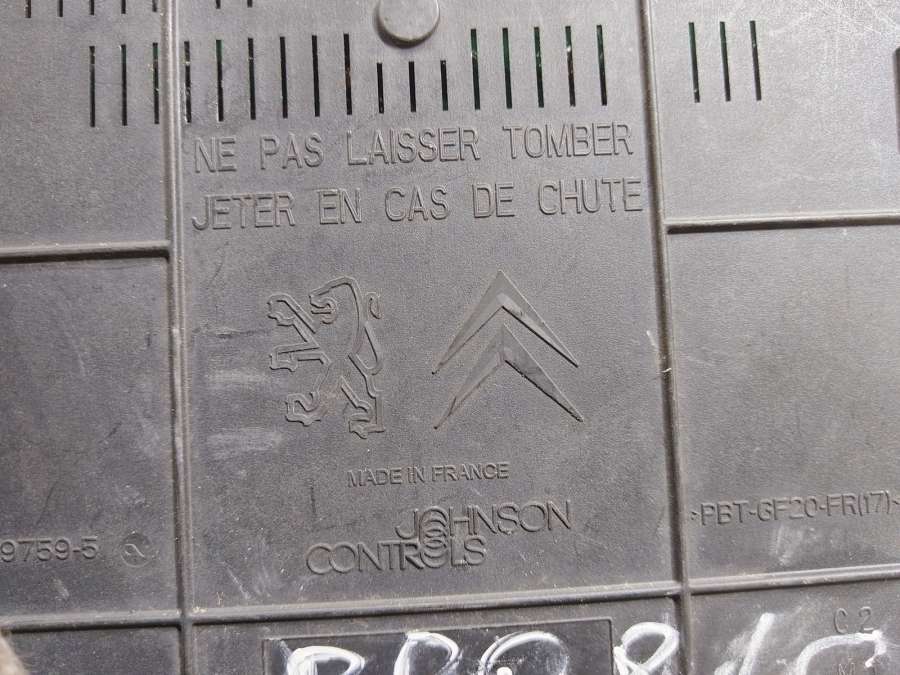 NE PAS LAISSER TOMBER
JETER EN CAS DE CHUTE
MADE IN FRANCE
JOHNSON
CONTROLS
9759-5
>PBT-GF20-FR(17)<
C 2